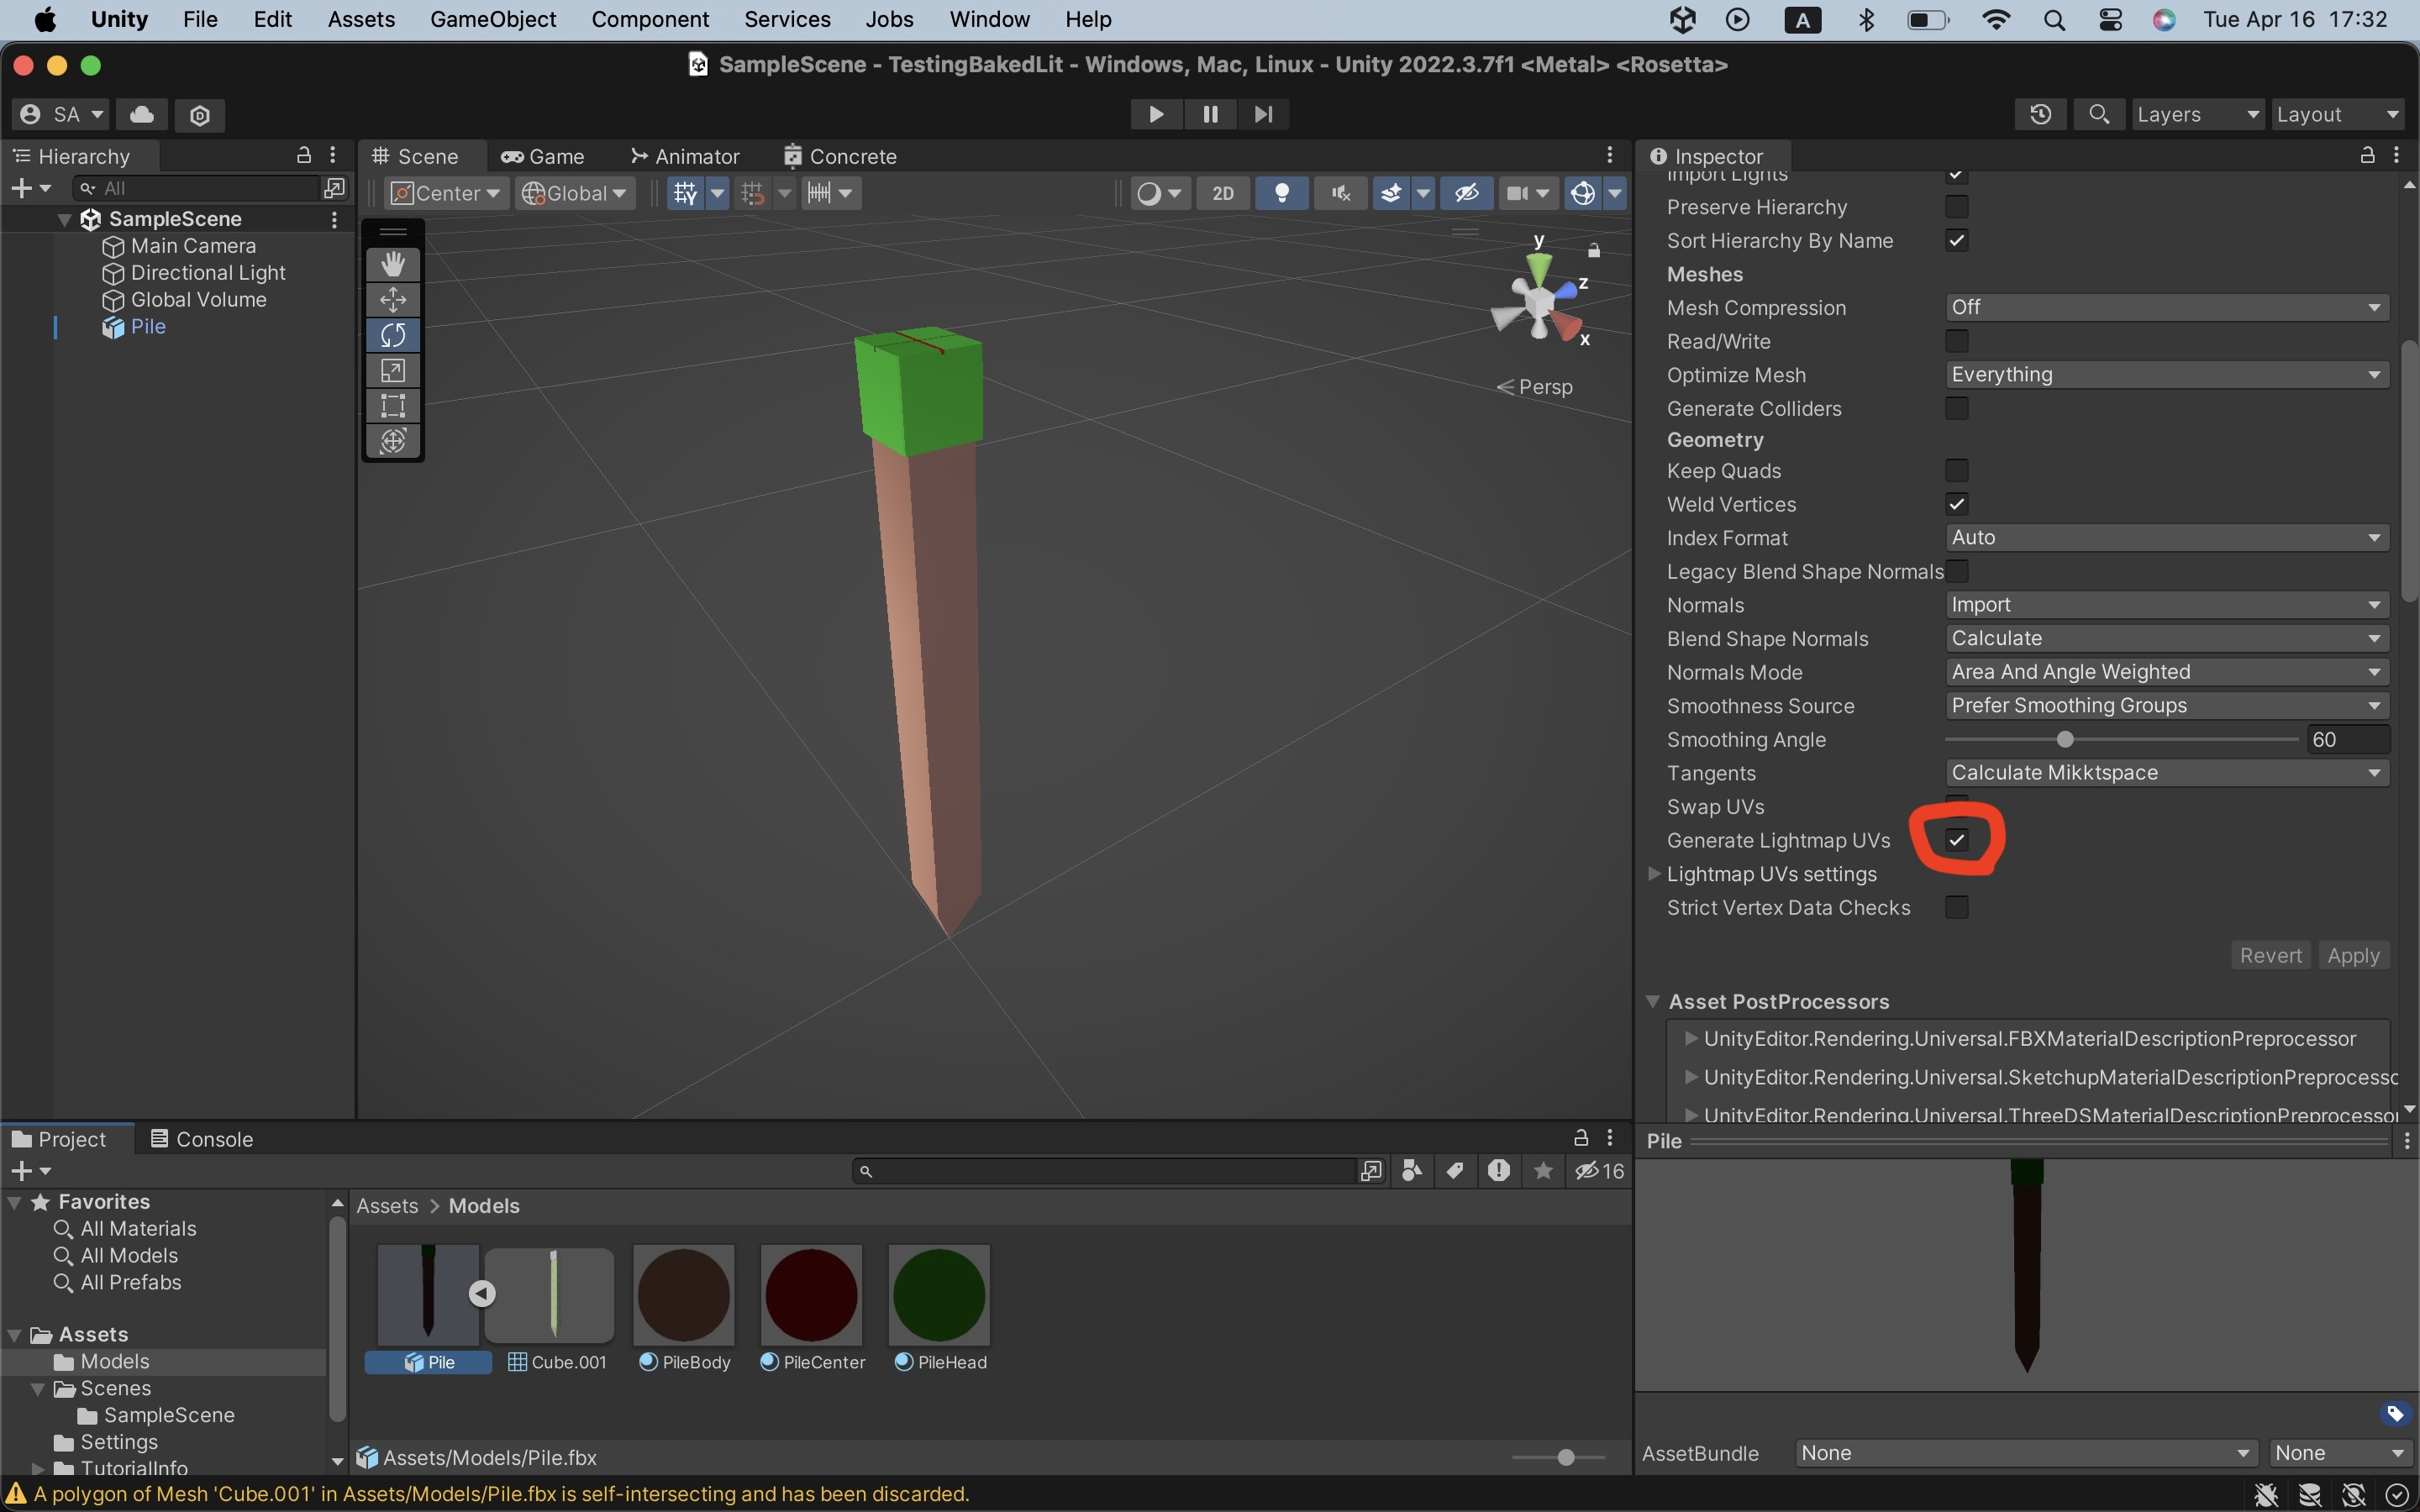 Unity File Edit Assets GameObject Component Services Jobs Window Help A Tue Apr 16 17:32
SampleScene - TestingBakedLit - Windows, Mac, Linux - Unity 2022.3.7f1 <Metal> <Rosetta>
SA Layers Layout
Hierarchy
All
SampleScene
Main Camera
Directional Light
Global Volume
Pile
Scene Game Animator Concrete
Center Global 2D
y
z
x
Persp
Inspector
Import Lights
Preserve Hierarchy
Sort Hierarchy By Name
Meshes
Mesh Compression Off
Read/Write
Optimize Mesh Everything
Generate Colliders
Geometry
Keep Quads
Weld Vertices
Index Format Auto
Legacy Blend Shape Normals
Normals Import
Blend Shape Normals Calculate
Normals Mode Area And Angle Weighted
Smoothness Source Prefer Smoothing Groups
Smoothing Angle 60
Tangents Calculate Mikktspace
Swap UVs
Generate Lightmap UVs
Lightmap UVs settings
Strict Vertex Data Checks
Revert Apply
Asset PostProcessors
UnityEditor.Rendering.Universal.FBXMaterialDescriptionPreprocessor
UnityEditor.Rendering.Universal.SketchupMaterialDescriptionPreprocesso
UnityEditor.Rendering.Universal.ThreeDSMaterialDescriptionPreprocessor
Project Console
16
Favorites
All Materials
All Models
All Prefabs
Assets
Models
Scenes
SampleScene
Settings
TutorialInfo
Assets > Models
Pile Cube.001 PileBody PileCenter PileHead
Assets/Models/Pile.fbx
Pile
AssetBundle None None
A polygon of Mesh 'Cube.001' in Assets/Models/Pile.fbx is self-intersecting and has been discarded.